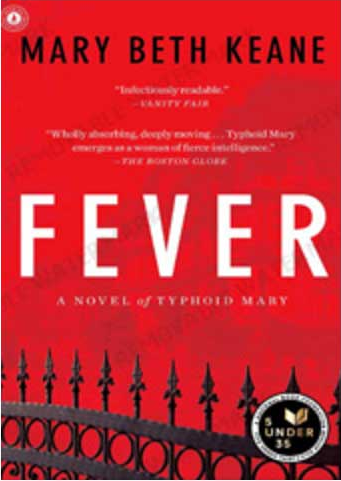 MARY BETH KEANE
“Infectiously readable.”
–VANITY FAIR
“Wholly absorbing, deeply moving . . . Typhoid Mary
emerges as a woman of fierce intelligence.”
–THE BOSTON GLOBE
FEVER
A NOVEL of TYPHOID MARY
5
UNDER
35